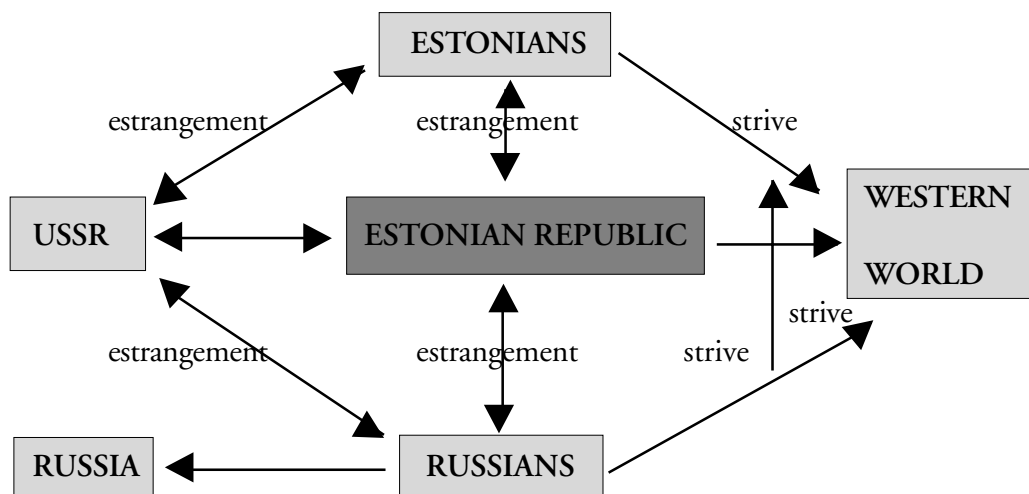 ESTONIANS
estrangement
estrangement
strive
USSR
ESTONIAN REPUBLIC
WESTERN
WORLD
strive
estrangement
estrangement
strive
RUSSIA
RUSSIANS